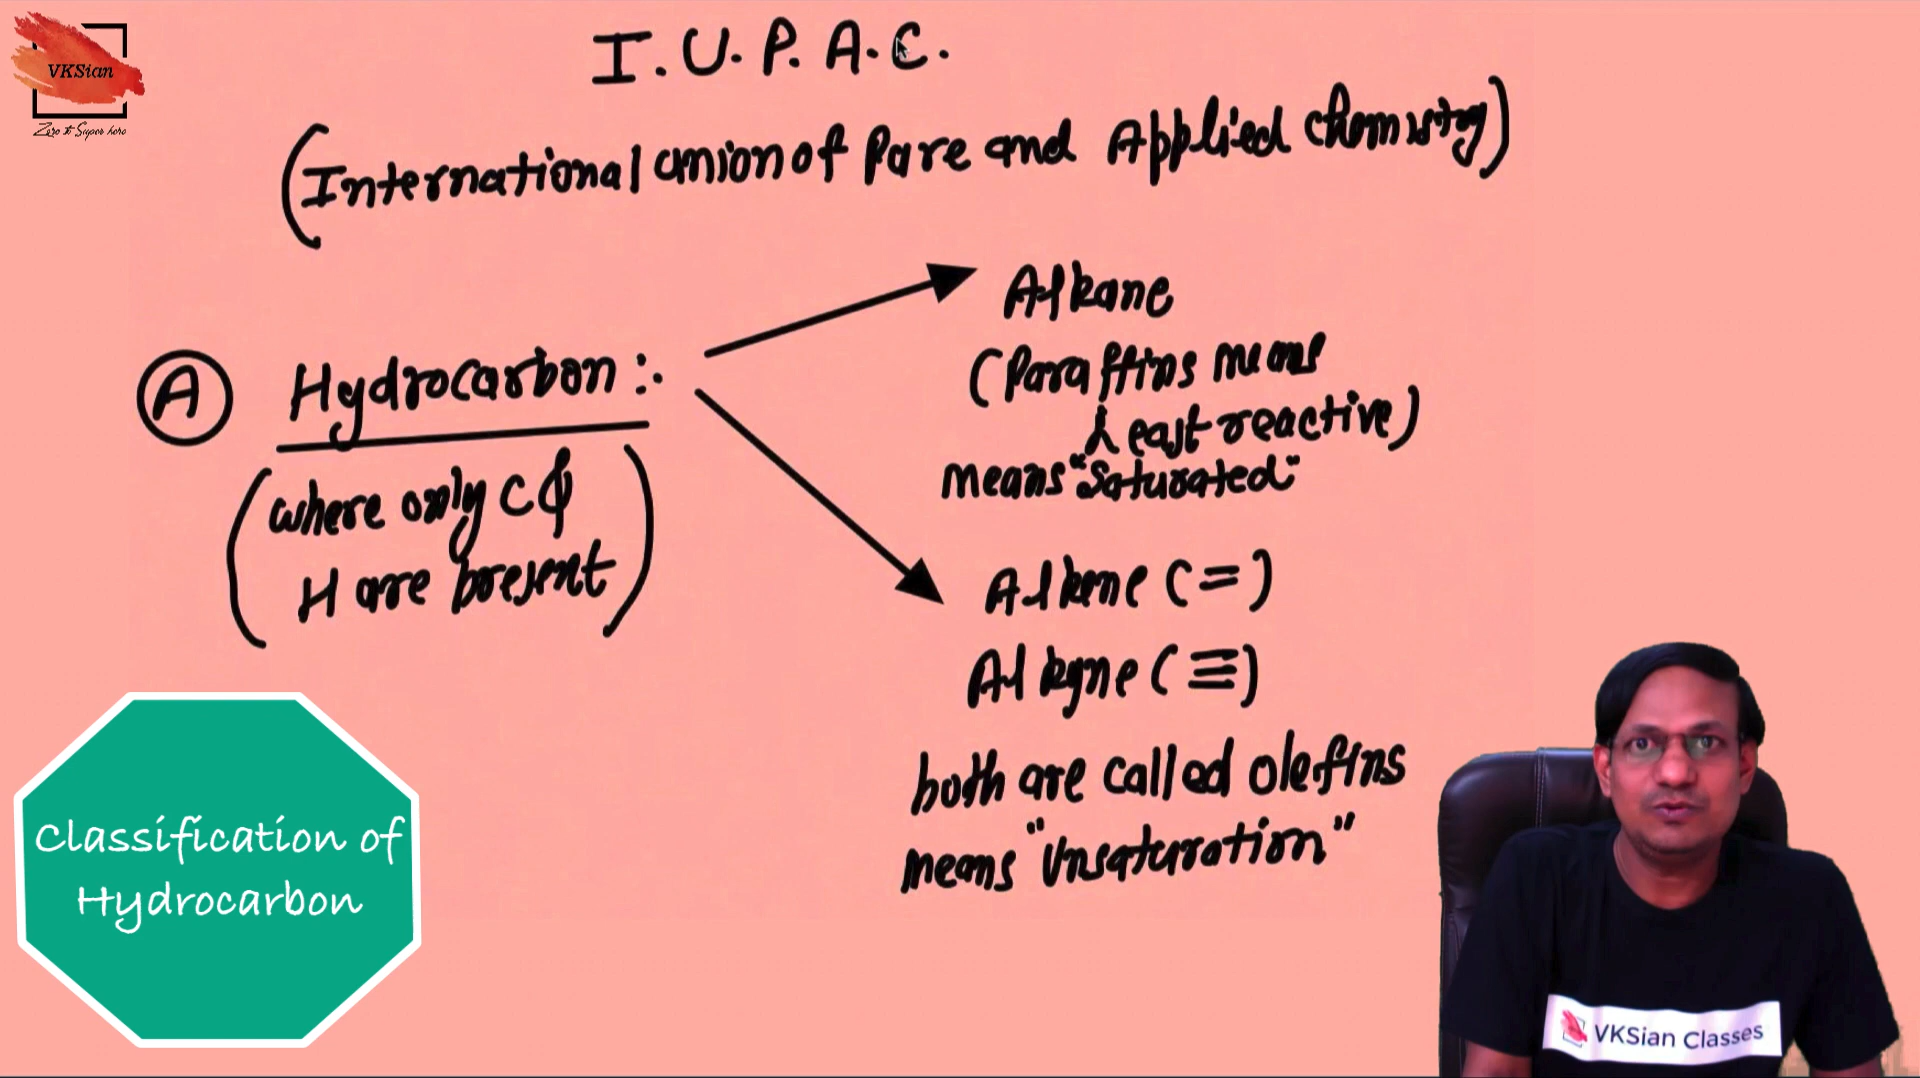 VKSian
Zero to Super hero
I.U.P.A.C.
(International union of Pure and Applied chemistry)
Alkane
(Paraffins means
Least reactive)
means "Saturated"
A Hydrocarbon :.
(where only C &
H are present)
Alkene (=)
Alkyne (≡)
both are called olefins
means "Unsaturation"
Classification of
Hydrocarbon
VKSian Classes